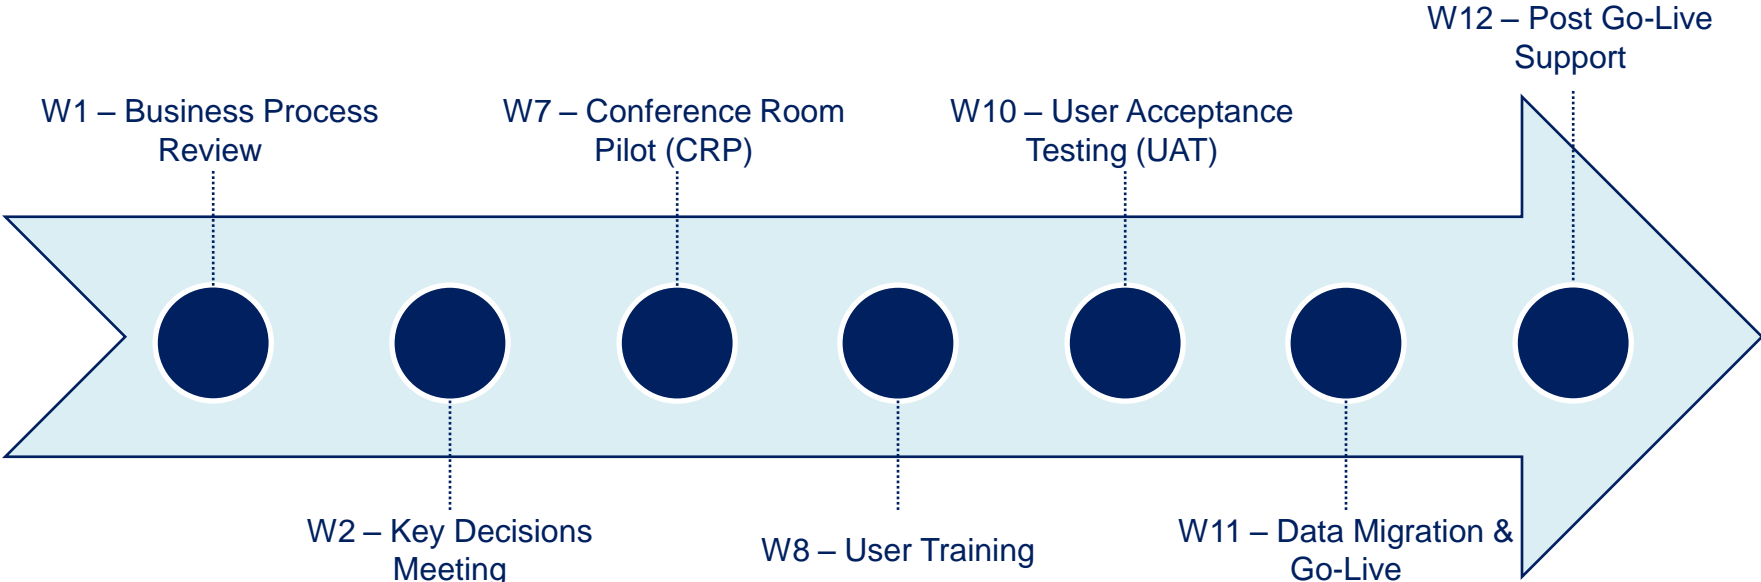 W12 – Post Go-Live
Support
W1 – Business Process
Review
W7 – Conference Room
Pilot (CRP)
W10 – User Acceptance
Testing (UAT)
W2 – Key Decisions
Meeting
W8 – User Training
W11 – Data Migration &
Go-Live